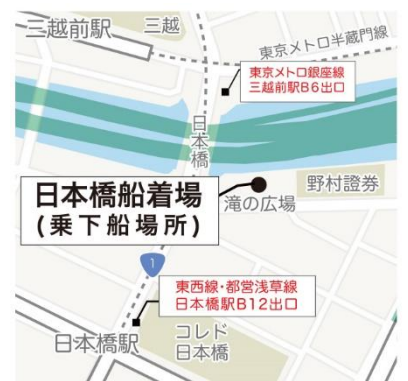 三越前駅
三越
東京メトロ半蔵門線
東京メトロ銀座線
三越前駅B6出口
日本橋
日本橋船着場
(乗下船場所)
滝の広場
野村證券
1
東西線・都営浅草線
日本橋駅B12出口
日本橋駅
コレド
日本橋